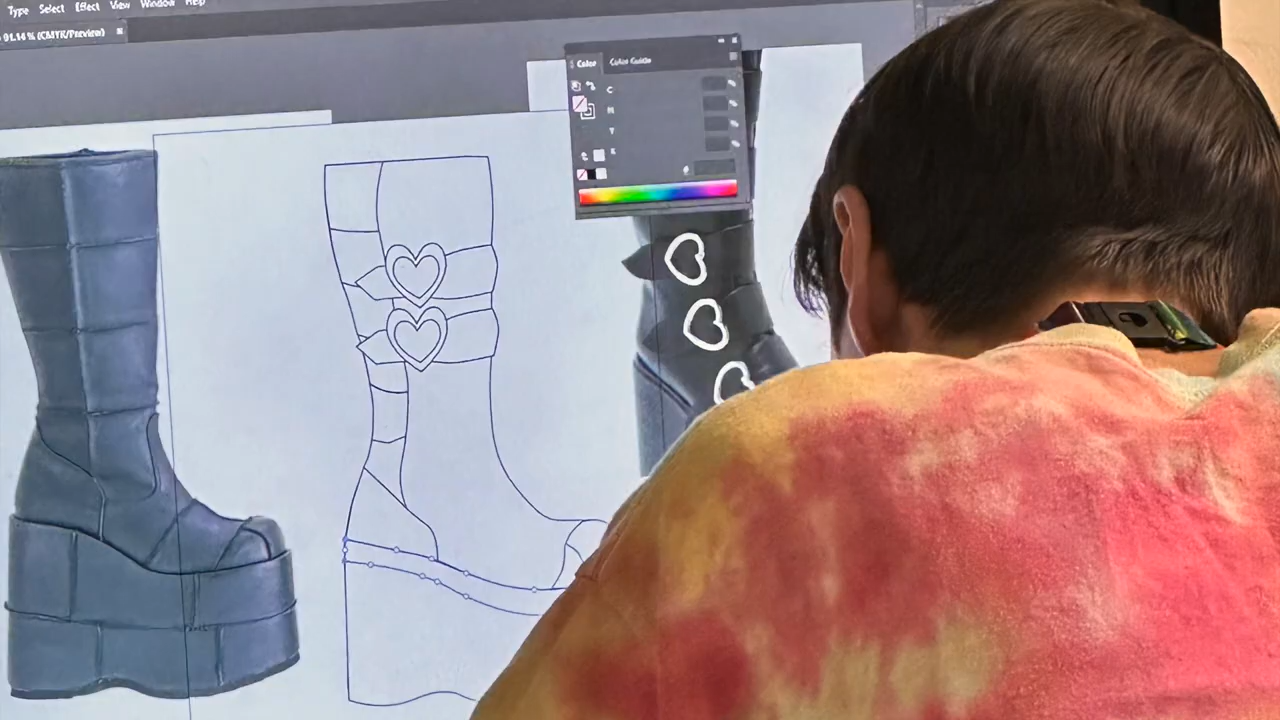 Type Select Effect View Window Help
91.14 % (CMYK/Preview)
Color Color Guide
C
M
Y
K
#